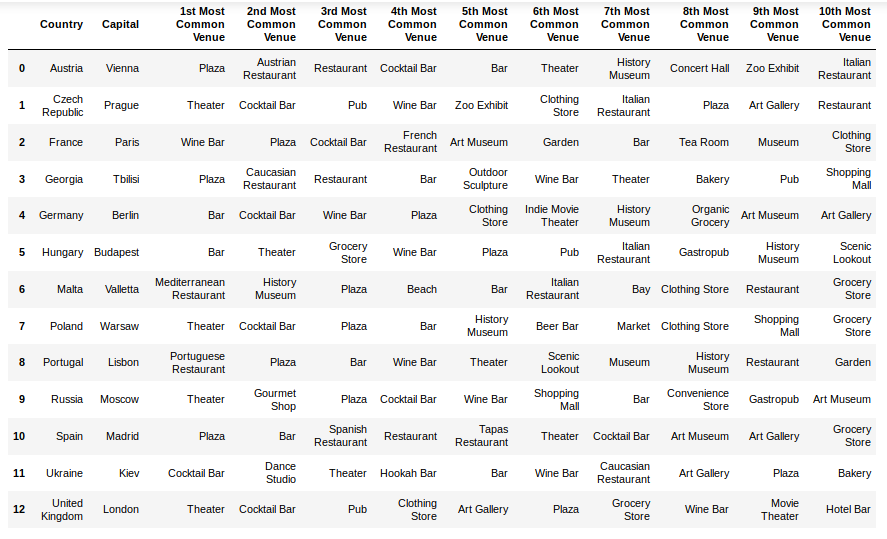 Country Capital 1st Most Common Venue 2nd Most Common Venue 3rd Most Common Venue 4th Most Common Venue 5th Most Common Venue 6th Most Common Venue 7th Most Common Venue 8th Most Common Venue 9th Most Common Venue 10th Most Common Venue
0 Austria Vienna Plaza Austrian Restaurant Restaurant Cocktail Bar Bar Theater History Museum Concert Hall Zoo Exhibit Italian Restaurant
1 Czech Republic Prague Theater Cocktail Bar Pub Wine Bar Zoo Exhibit Clothing Store Italian Restaurant Plaza Art Gallery Restaurant
2 France Paris Wine Bar Plaza Cocktail Bar French Restaurant Art Museum Garden Bar Tea Room Museum Clothing Store
3 Georgia Tbilisi Plaza Caucasian Restaurant Restaurant Bar Outdoor Sculpture Wine Bar Theater Bakery Pub Shopping Mall
4 Germany Berlin Bar Cocktail Bar Wine Bar Plaza Clothing Store Indie Movie Theater History Museum Organic Grocery Art Museum Art Gallery
5 Hungary Budapest Bar Theater Grocery Store Wine Bar Plaza Pub Italian Restaurant Gastropub History Museum Scenic Lookout
6 Malta Valletta Mediterranean Restaurant History Museum Plaza Beach Bar Italian Restaurant Bay Clothing Store Restaurant Grocery Store
7 Poland Warsaw Theater Cocktail Bar Plaza Bar History Museum Beer Bar Market Clothing Store Shopping Mall Grocery Store
8 Portugal Lisbon Portuguese Restaurant Plaza Bar Wine Bar Theater Scenic Lookout Museum History Museum Restaurant Garden
9 Russia Moscow Theater Gourmet Shop Plaza Cocktail Bar Wine Bar Shopping Mall Bar Convenience Store Gastropub Art Museum
10 Spain Madrid Plaza Bar Spanish Restaurant Restaurant Tapas Restaurant Theater Cocktail Bar Art Museum Art Gallery Grocery Store
11 Ukraine Kiev Cocktail Bar Dance Studio Theater Hookah Bar Bar Wine Bar Caucasian Restaurant Art Gallery Plaza Bakery
12 United Kingdom London Theater Cocktail Bar Pub Clothing Store Art Gallery Plaza Grocery Store Wine Bar Movie Theater Hotel Bar